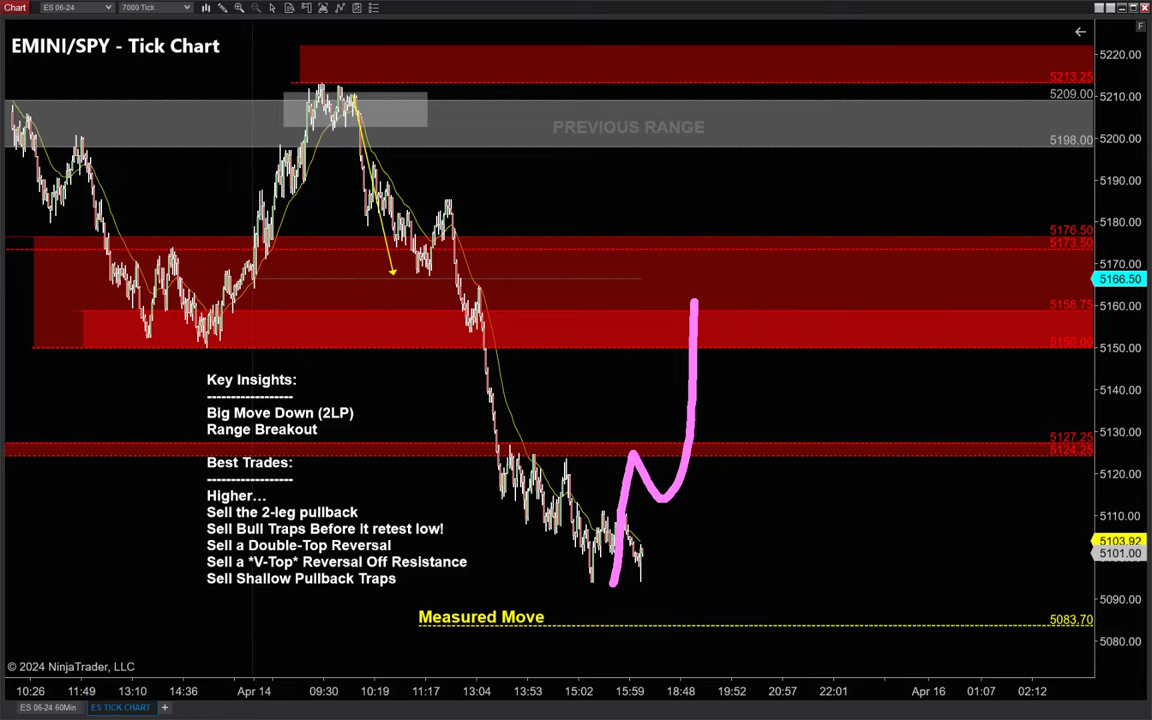 Chart
ES 06-24
7000 Tick
F
EMINI/SPY - Tick Chart
5220.00
5213.25
5210.00
5209.00
PREVIOUS RANGE
5200.00
5198.00
5190.00
5180.00
5176.50
5173.50
5170.00
5166.50
5160.00
5158.75
5150.00
5150.00
5140.00
5130.00
5127.25
5124.25
5120.00
5110.00
5103.92
5101.00
5090.00
5080.00
Key Insights:
------------------
Big Move Down (2LP)
Range Breakout
Best Trades:
------------------
Higher...
Sell the 2-leg pullback
Sell Bull Traps Before it retest low!
Sell a Double-Top Reversal
Sell a *V-Top* Reversal Off Resistance
Sell Shallow Pullback Traps
Measured Move
5083.70
© 2024 NinjaTrader, LLC
10:26 11:49 13:10 14:36 Apr 14 09:30 10:19 11:17 13:04 13:53 15:02 15:59 18:48 19:52 20:57 22:01 Apr 16 01:07 02:12
ES 06-24 60Min ES TICK CHART +